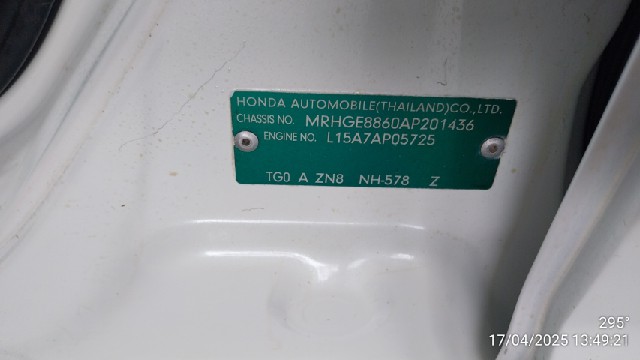 HONDA AUTOMOBILE(THAILAND)CO.,LTD.
CHASSIS NO. MRHGE8860AP201436
ENGINE NO. L15A7AP05725
TG0 A ZN8 NH-578 Z
295°
17/04/2025 13:49:21